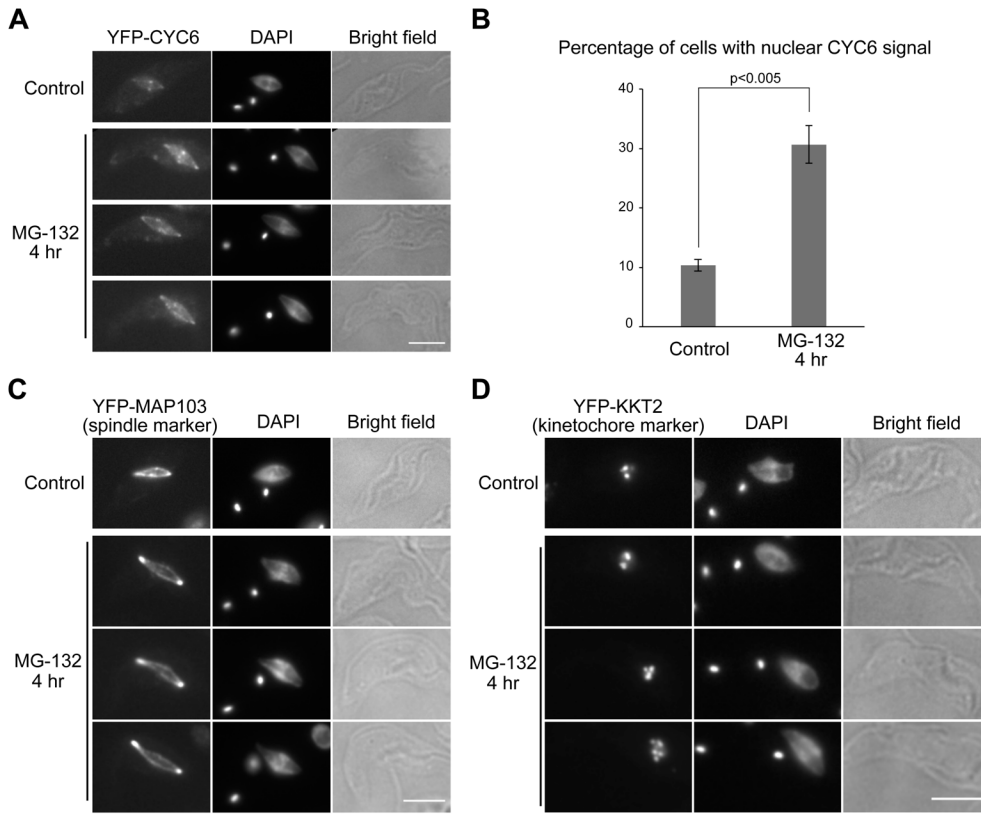 A
YFP-CYC6
DAPI
Bright field
Control
MG-132
4 hr
B
Percentage of cells with nuclear CYC6 signal
p<0.005
40
30
20
10
0
Control
MG-132
4 hr
C
YFP-MAP103
(spindle marker)
DAPI
Bright field
Control
MG-132
4 hr
D
YFP-KKT2
(kinetochore marker)
DAPI
Bright field
Control
MG-132
4 hr